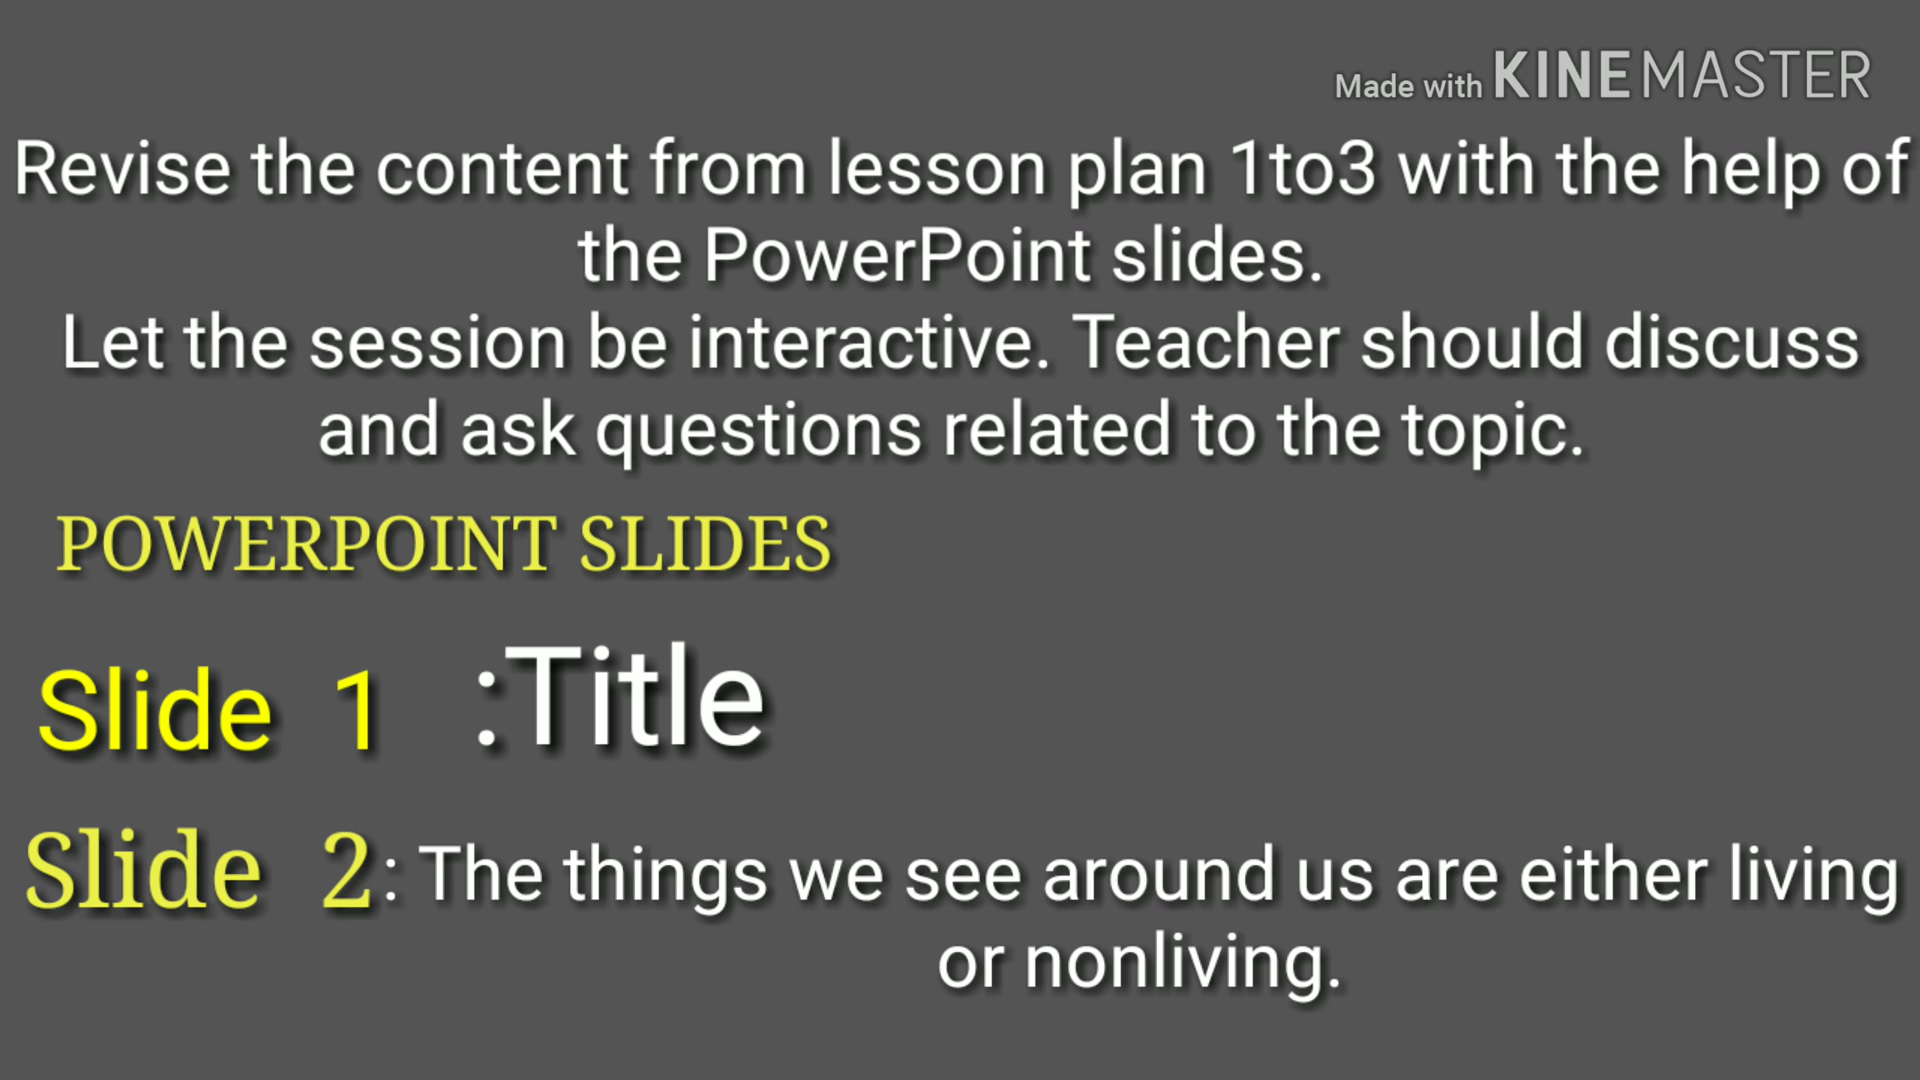 Made with KINEMASTER
Revise the content from lesson plan 1to3 with the help of
the PowerPoint slides.
Let the session be interactive. Teacher should discuss
and ask questions related to the topic.
POWERPOINT SLIDES
Slide 1 :Title
Slide 2: The things we see around us are either living
or nonliving.